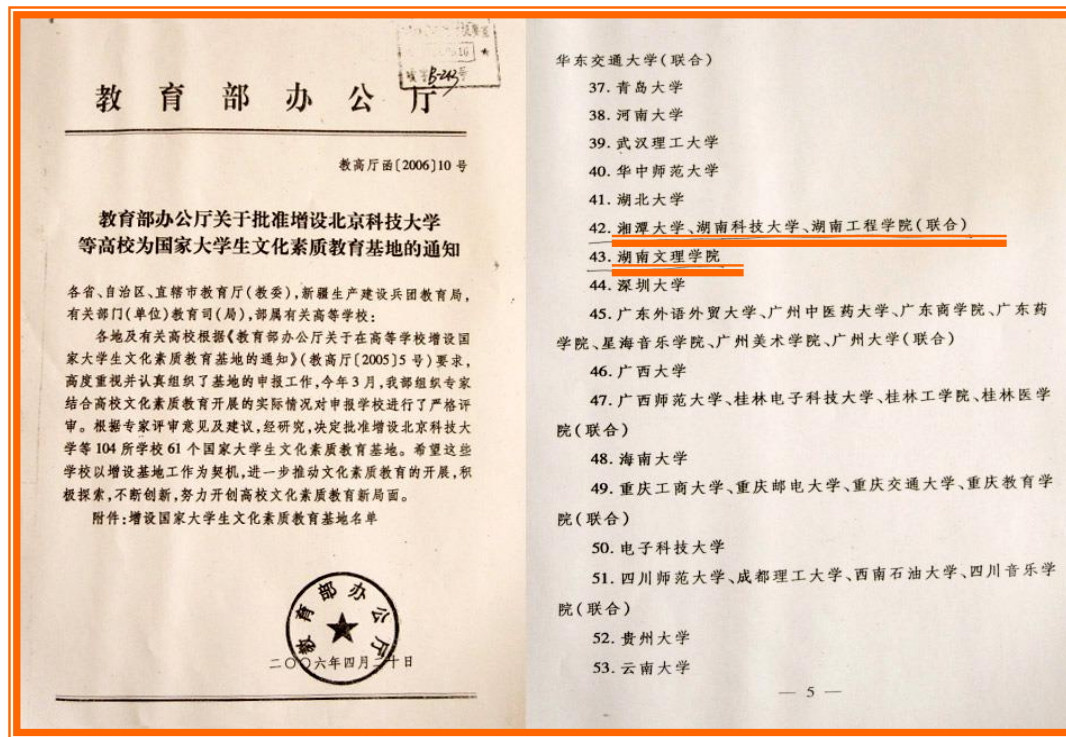 B-243号
教育部办公厅
教高厅函〔2006〕10 号
教育部办公厅关于批准增设北京科技大学
等高校为国家大学生文化素质教育基地的通知
各省、自治区、直辖市教育厅(教委),新疆生产建设兵团教育局,
有关部门(单位)教育司(局),部属有关高等学校:
各地及有关高校根据《教育部办公厅关于在高等学校增设国
家大学生文化素质教育基地的通知》(教高厅〔2005〕5 号)要求,
高度重视并认真组织了基地的申报工作,今年 3 月,我部组织专家
结合高校文化素质教育开展的实际情况对申报学校进行了严格评
审。根据专家评审意见及建议,经研究,决定批准增设北京科技大
学等 104 所学校 61 个国家大学生文化素质教育基地。希望这些
学校以增设基地工作为契机,进一步推动文化素质教育的开展,积
极探索,不断创新,努力开创高校文化素质教育新局面。
附件:增设国家大学生文化素质教育基地名单
教育部办公厅
二〇〇六年四月二十日
华东交通大学(联合)
37. 青岛大学
38. 河南大学
39. 武汉理工大学
40. 华中师范大学
41. 湖北大学
42. 湘潭大学、湖南科技大学、湖南工程学院(联合)
43. 湖南文理学院
44. 深圳大学
45. 广东外语外贸大学、广州中医药大学、广东商学院、广东药
学院、星海音乐学院、广州美术学院、广州大学(联合)
46. 广西大学
47. 广西师范大学、桂林电子科技大学、桂林工学院、桂林医学
院(联合)
48. 海南大学
49. 重庆工商大学、重庆邮电大学、重庆交通大学、重庆教育学
院(联合)
50. 电子科技大学
51. 四川师范大学、成都理工大学、西南石油大学、四川音乐学
院(联合)
52. 贵州大学
53. 云南大学
— 5 —